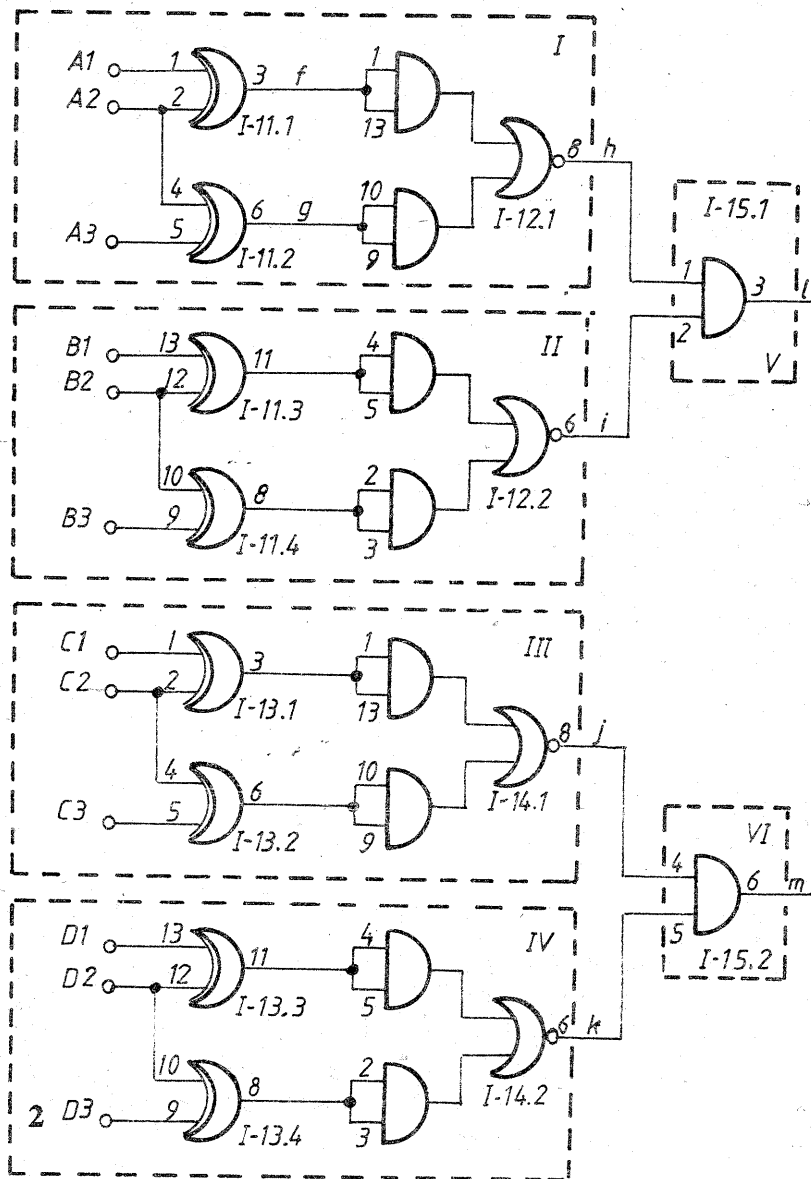 I
A1 1 3 f 1
A2 2 13
I-11.1
8 h
I-12.1
4 6 g 10
A3 5 9
I-11.2
I-15.1
1 3 l
2
V
II
B1 13 11 4
B2 12 5
I-11.3
6 i
I-12.2
10 8 2
B3 9 3
I-11.4
III
C1 1 3 1
C2 2 13
I-13.1
8 j
I-14.1
4 6 10
C3 5 9
I-13.2
VI
4 6 m
5
I-15.2
IV
D1 13 11 4
D2 12 5
I-13.3
6 k
I-14.2
10 8 2
2 D3 9 3
I-13.4